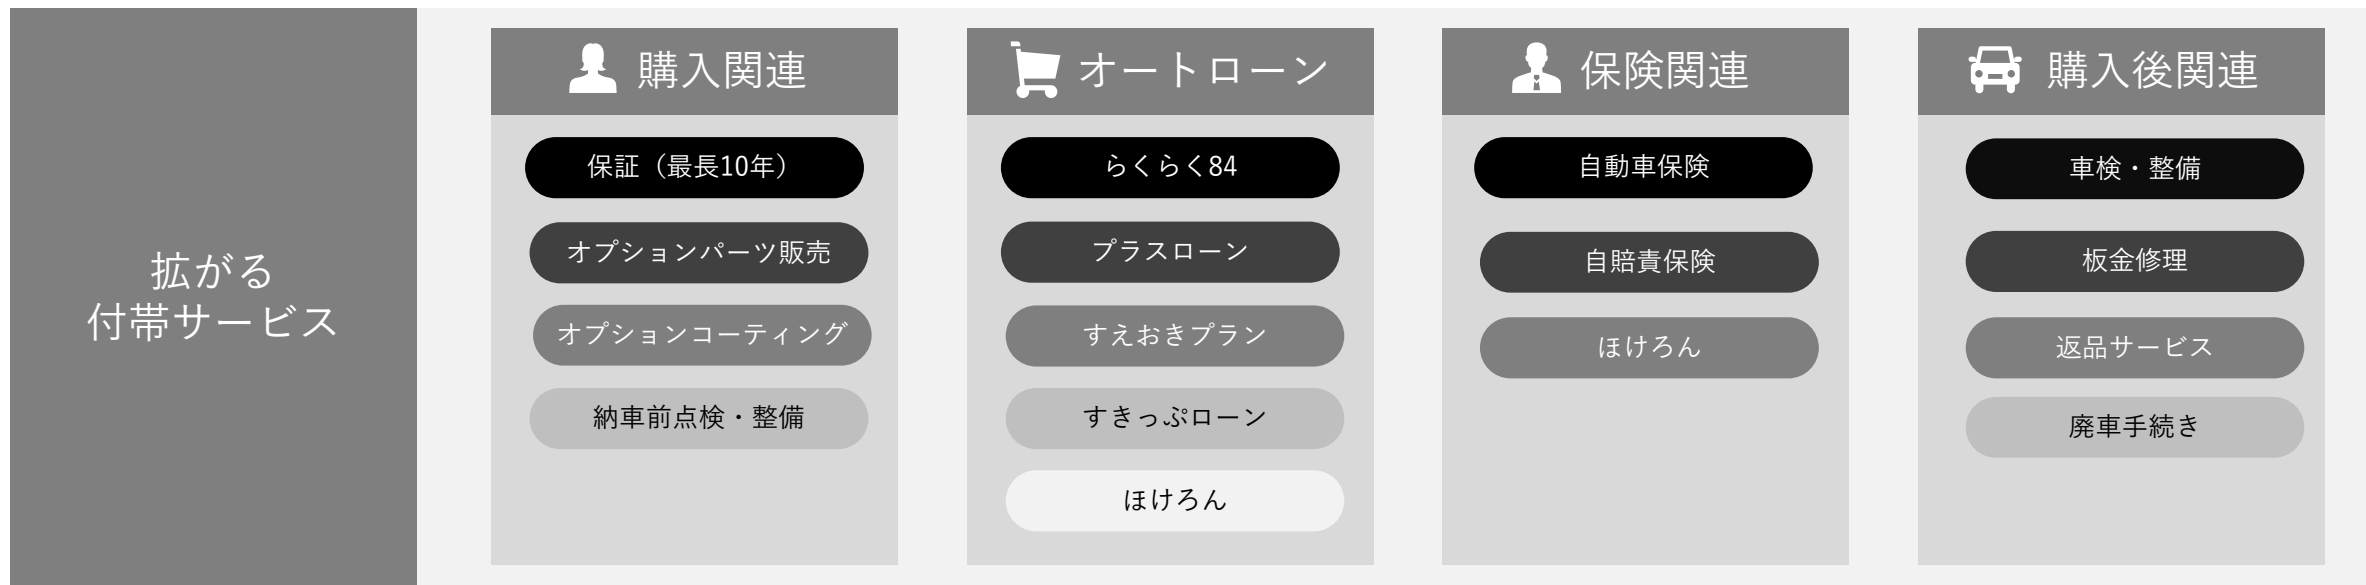 拡がる
付帯サービス
購入関連
保証（最長10年）
オプションパーツ販売
オプションコーティング
納車前点検・整備
オートローン
らくらく84
プラスローン
すえおきプラン
すきっぷローン
ほけろん
保険関連
自動車保険
自賠責保険
ほけろん
購入後関連
車検・整備
板金修理
返品サービス
廃車手続き